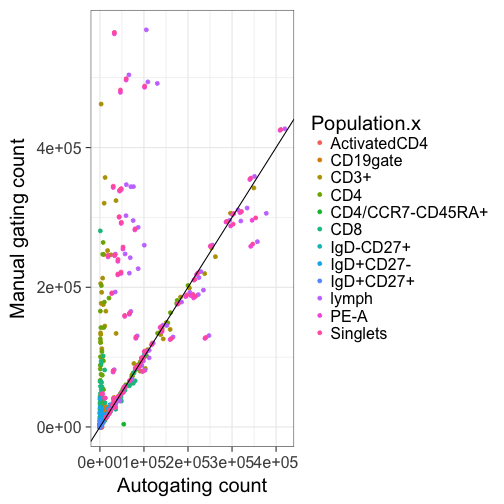 Manual gating count
4e+05
2e+05
0e+00
0e+001e+052e+053e+054e+05
Autogating count
Population.x
ActivatedCD4
CD19gate
CD3+
CD4
CD4/CCR7-CD45RA+
CD8
IgD-CD27+
IgD+CD27-
IgD+CD27+
lymph
PE-A
Singlets